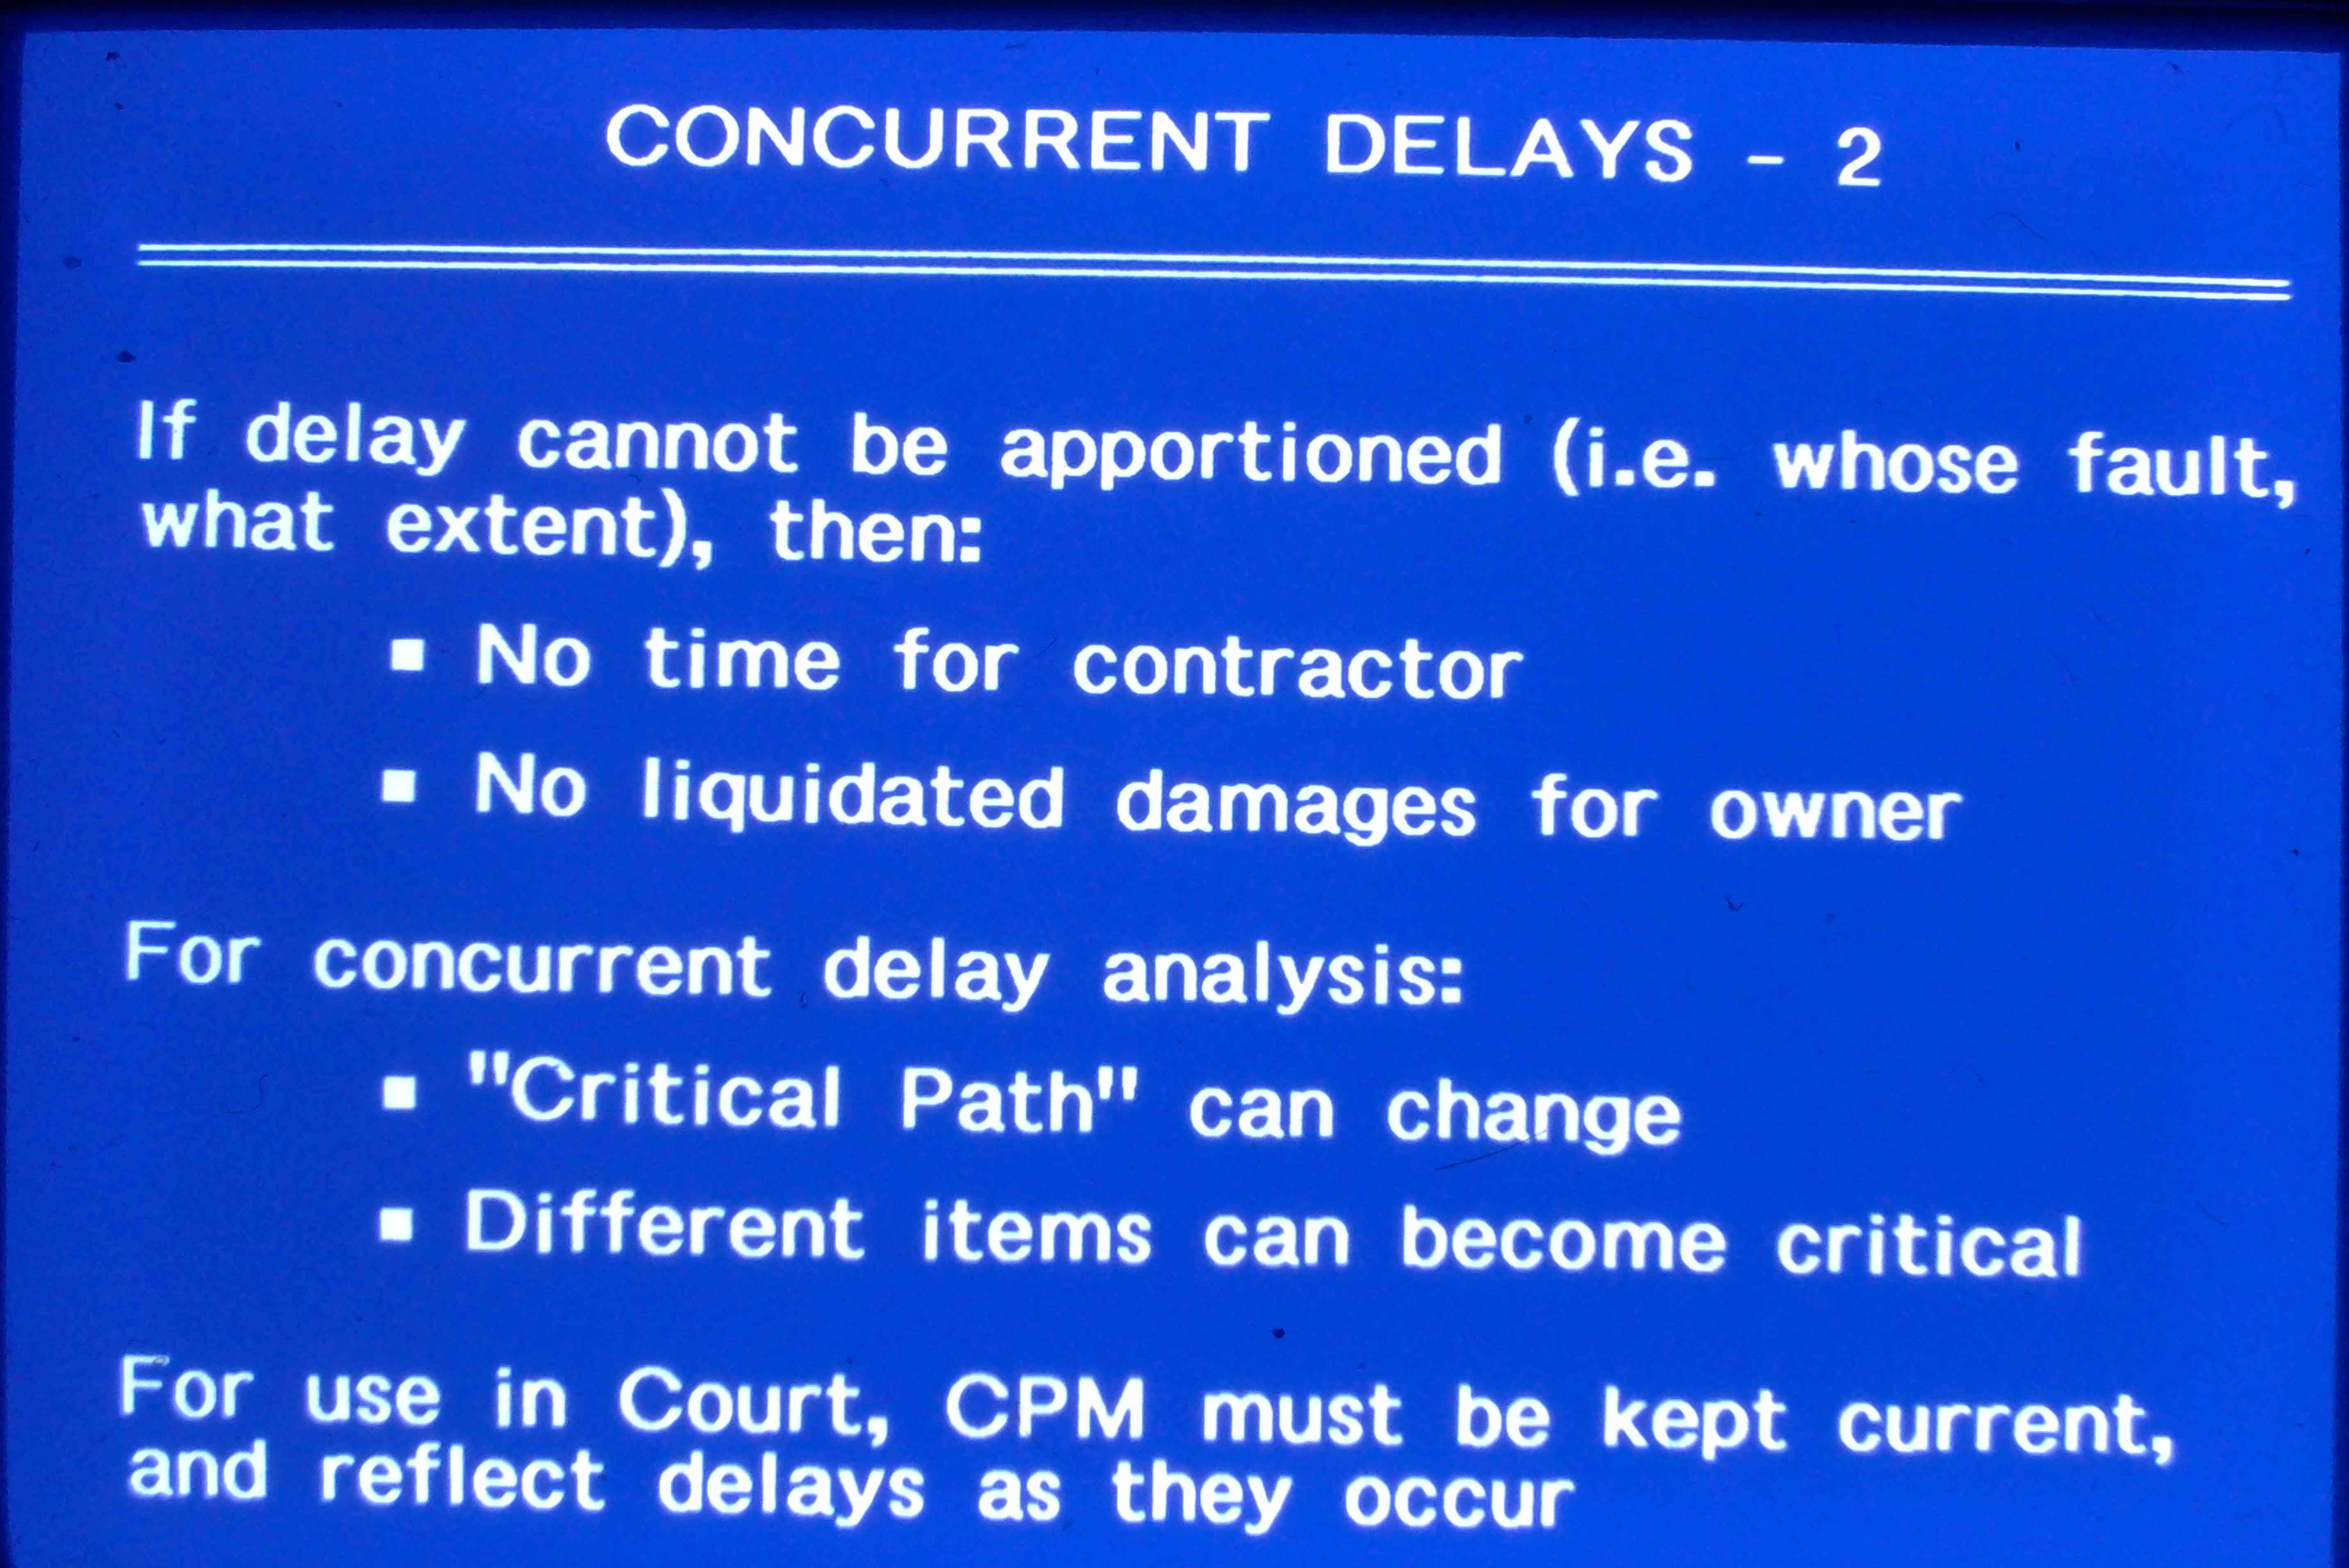 CONCURRENT DELAYS - 2
If delay cannot be apportioned (i.e. whose fault,
what extent), then:
▪ No time for contractor
▪ No liquidated damages for owner
For concurrent delay analysis:
▪ "Critical Path" can change
▪ Different items can become critical
For use in Court, CPM must be kept current,
and reflect delays as they occur